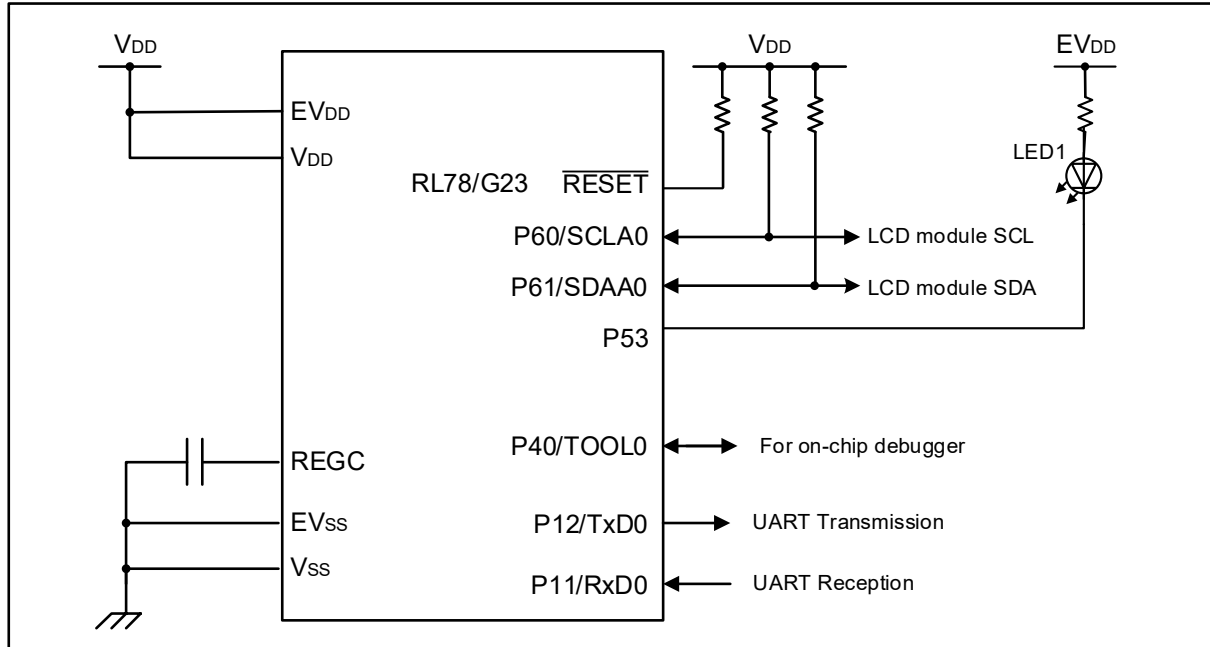 VDD
VDD
EVDD
EVDD
VDD
LED1
RL78/G23
RESET
P60/SCLA0
LCD module SCL
P61/SDAA0
LCD module SDA
P53
REGC
P40/TOOL0
For on-chip debugger
EVSS
P12/TxD0
UART Transmission
VSS
P11/RxD0
UART Reception